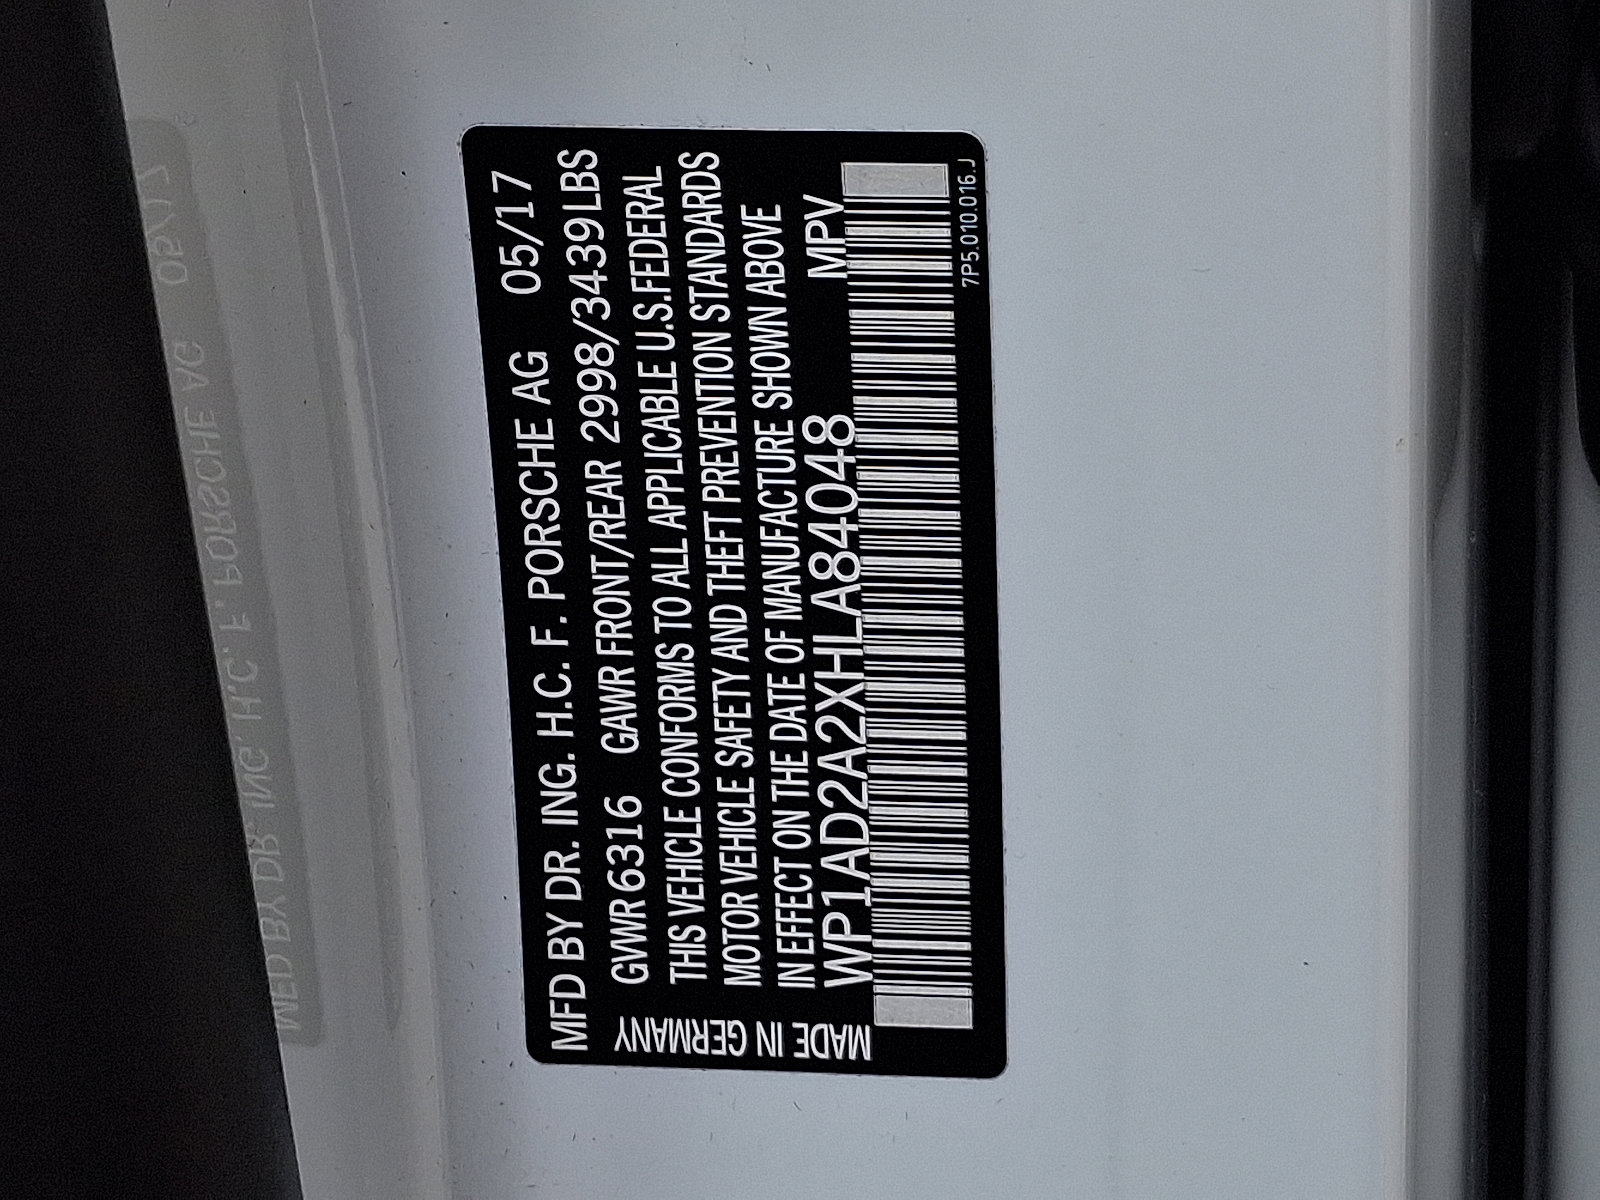 MFD BY DR. ING. H.C. F. PORSCHE AG 05/17
GVWR 6316 GAWR FRONT/REAR 2998/3439 LBS
THIS VEHICLE CONFORMS TO ALL APPLICABLE U.S.FEDERAL
MOTOR VEHICLE SAFETY AND THEFT PREVENTION STANDARDS
IN EFFECT ON THE DATE OF MANUFACTURE SHOWN ABOVE
WP1AD2A2XHLA84048 MPV
7P5.010.016.J
MADE IN GERMANY